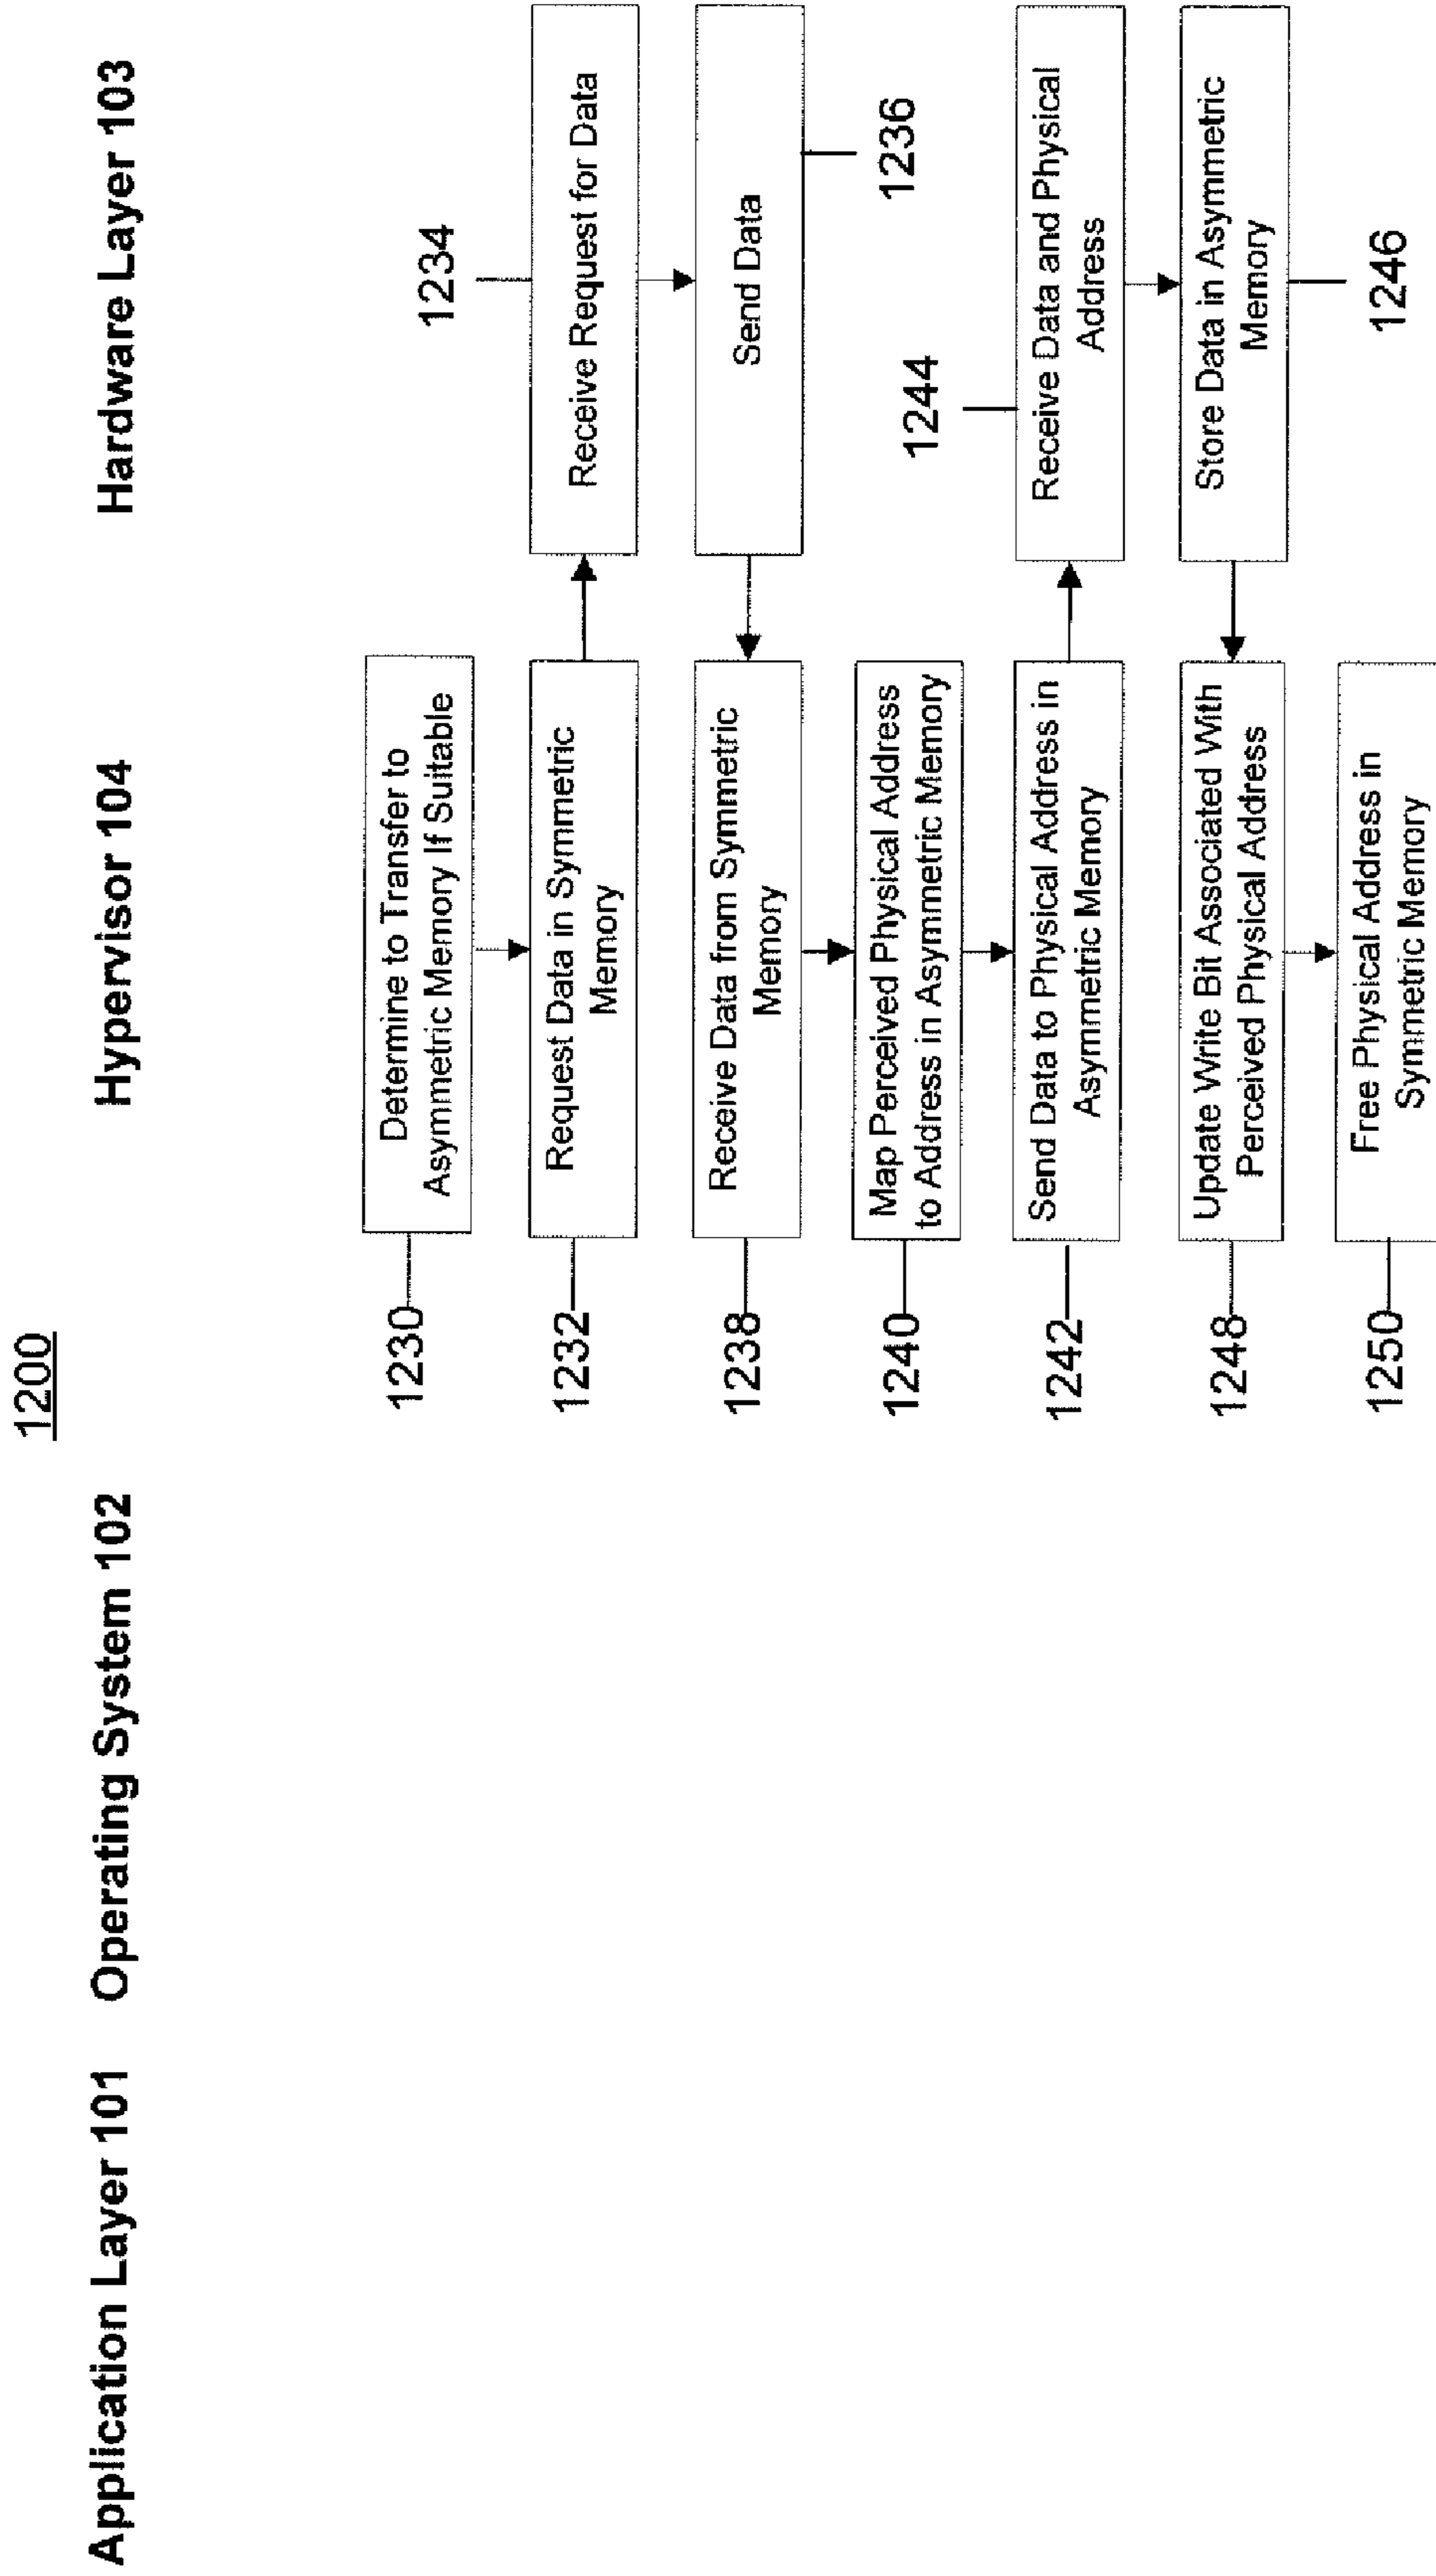 1200
Application Layer 101
Operating System 102
Hypervisor 104
Hardware Layer 103
1230
Determine to Transfer to
Asymmetric Memory If Suitable
1232
Request Data in Symmetric
Memory
1234
Receive Request for Data
Send Data
1236
1238
Receive Data from Symmetric
Memory
1240
Map Perceived Physical Address
to Address in Asymmetric Memory
1242
Send Data to Physical Address in
Asymmetric Memory
1244
Receive Data and Physical
Address
Store Data in Asymmetric
Memory
1246
1248
Update Write Bit Associated With
Perceived Physical Address
1250
Free Physical Address in
Symmetric Memory